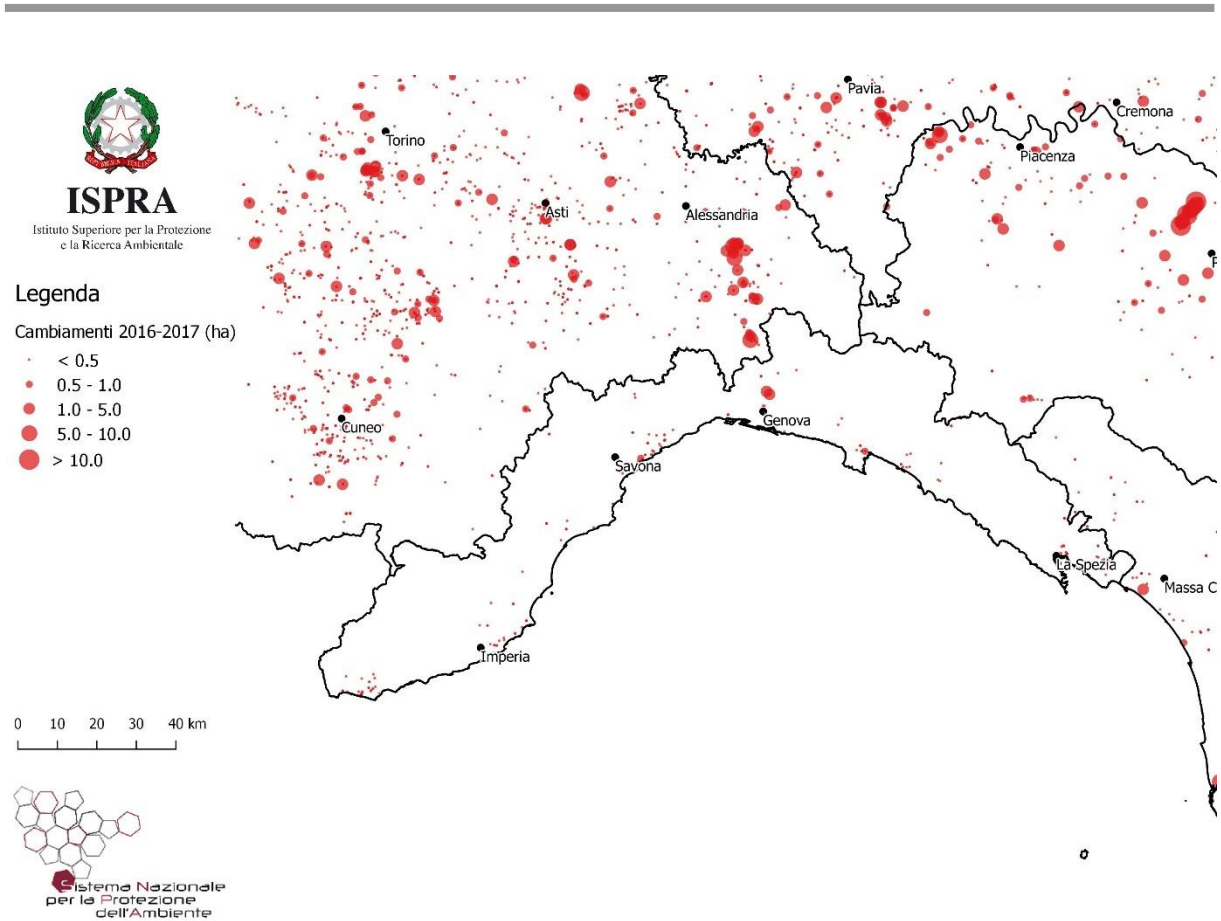 ISPRA
Istituto Superiore per la Protezione
e la Ricerca Ambientale
Legenda
Cambiamenti 2016-2017 (ha)
< 0.5
0.5 - 1.0
1.0 - 5.0
5.0 - 10.0
> 10.0
0 10 20 30 40 km
Sistema Nazionale
per la Protezione
dell'Ambiente
Pavia
Cremona
Torino
Piacenza
Asti
Alessandria
P
Cuneo
Genova
Savona
La Spezia
Massa C
Imperia